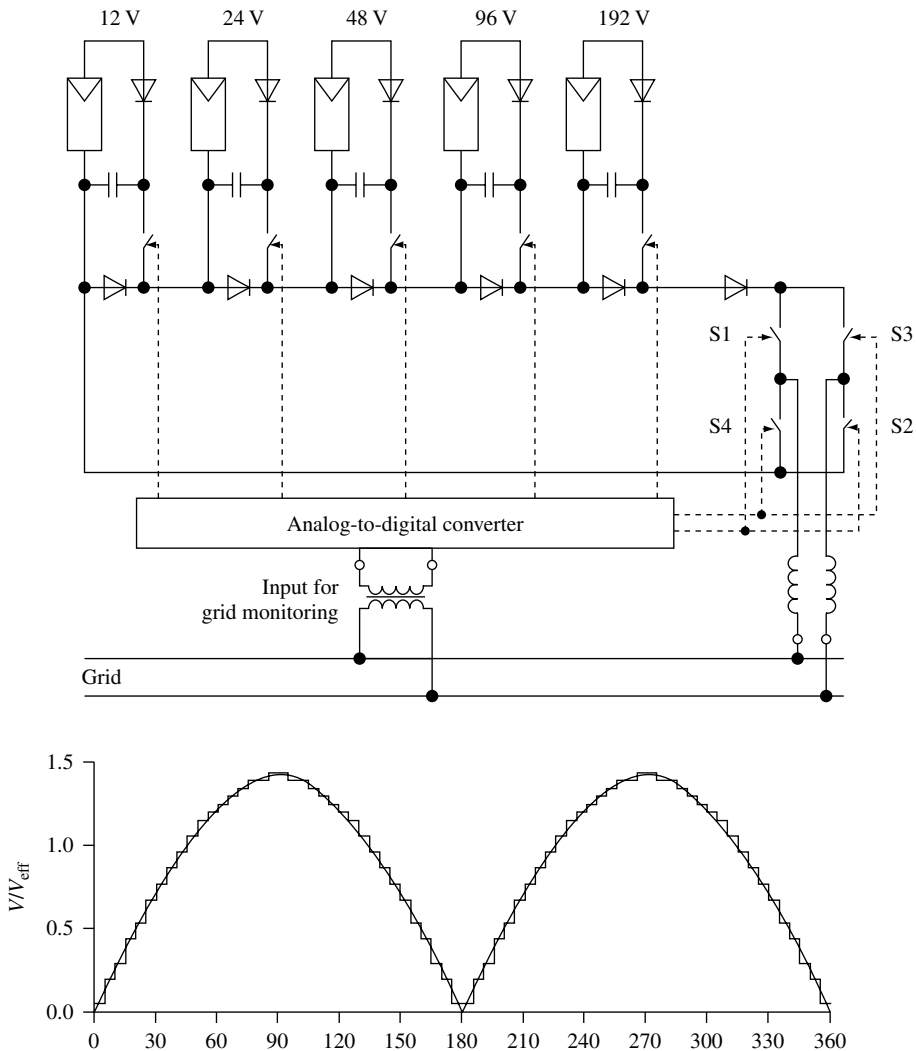 12 V 24 V 48 V 96 V 192 V
S1 S3
S4 S2
Analog-to-digital converter
Input for
grid monitoring
Grid
V/Veff
1.5
1.0
0.5
0.0
0 30 60 90 120 150 180 210 240 270 300 330 360